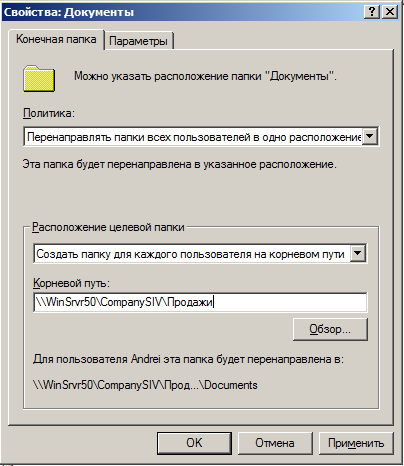 Свойства: Документы
Конечная папка
Параметры
Можно указать расположение папки "Документы".
Политика:
Перенаправлять папки всех пользователей в одно расположение
Эта папка будет перенаправлена в указанное расположение.
Расположение целевой папки
Создать папку для каждого пользователя на корневом пути
Корневой путь:
\\WinSrvr50\CompanySIV\Продажи
Обзор...
Для пользователя Andrei эта папка будет перенаправлена в:
\\WinSrvr50\CompanySIV\Прод...\Documents
OK
Отмена
Применить